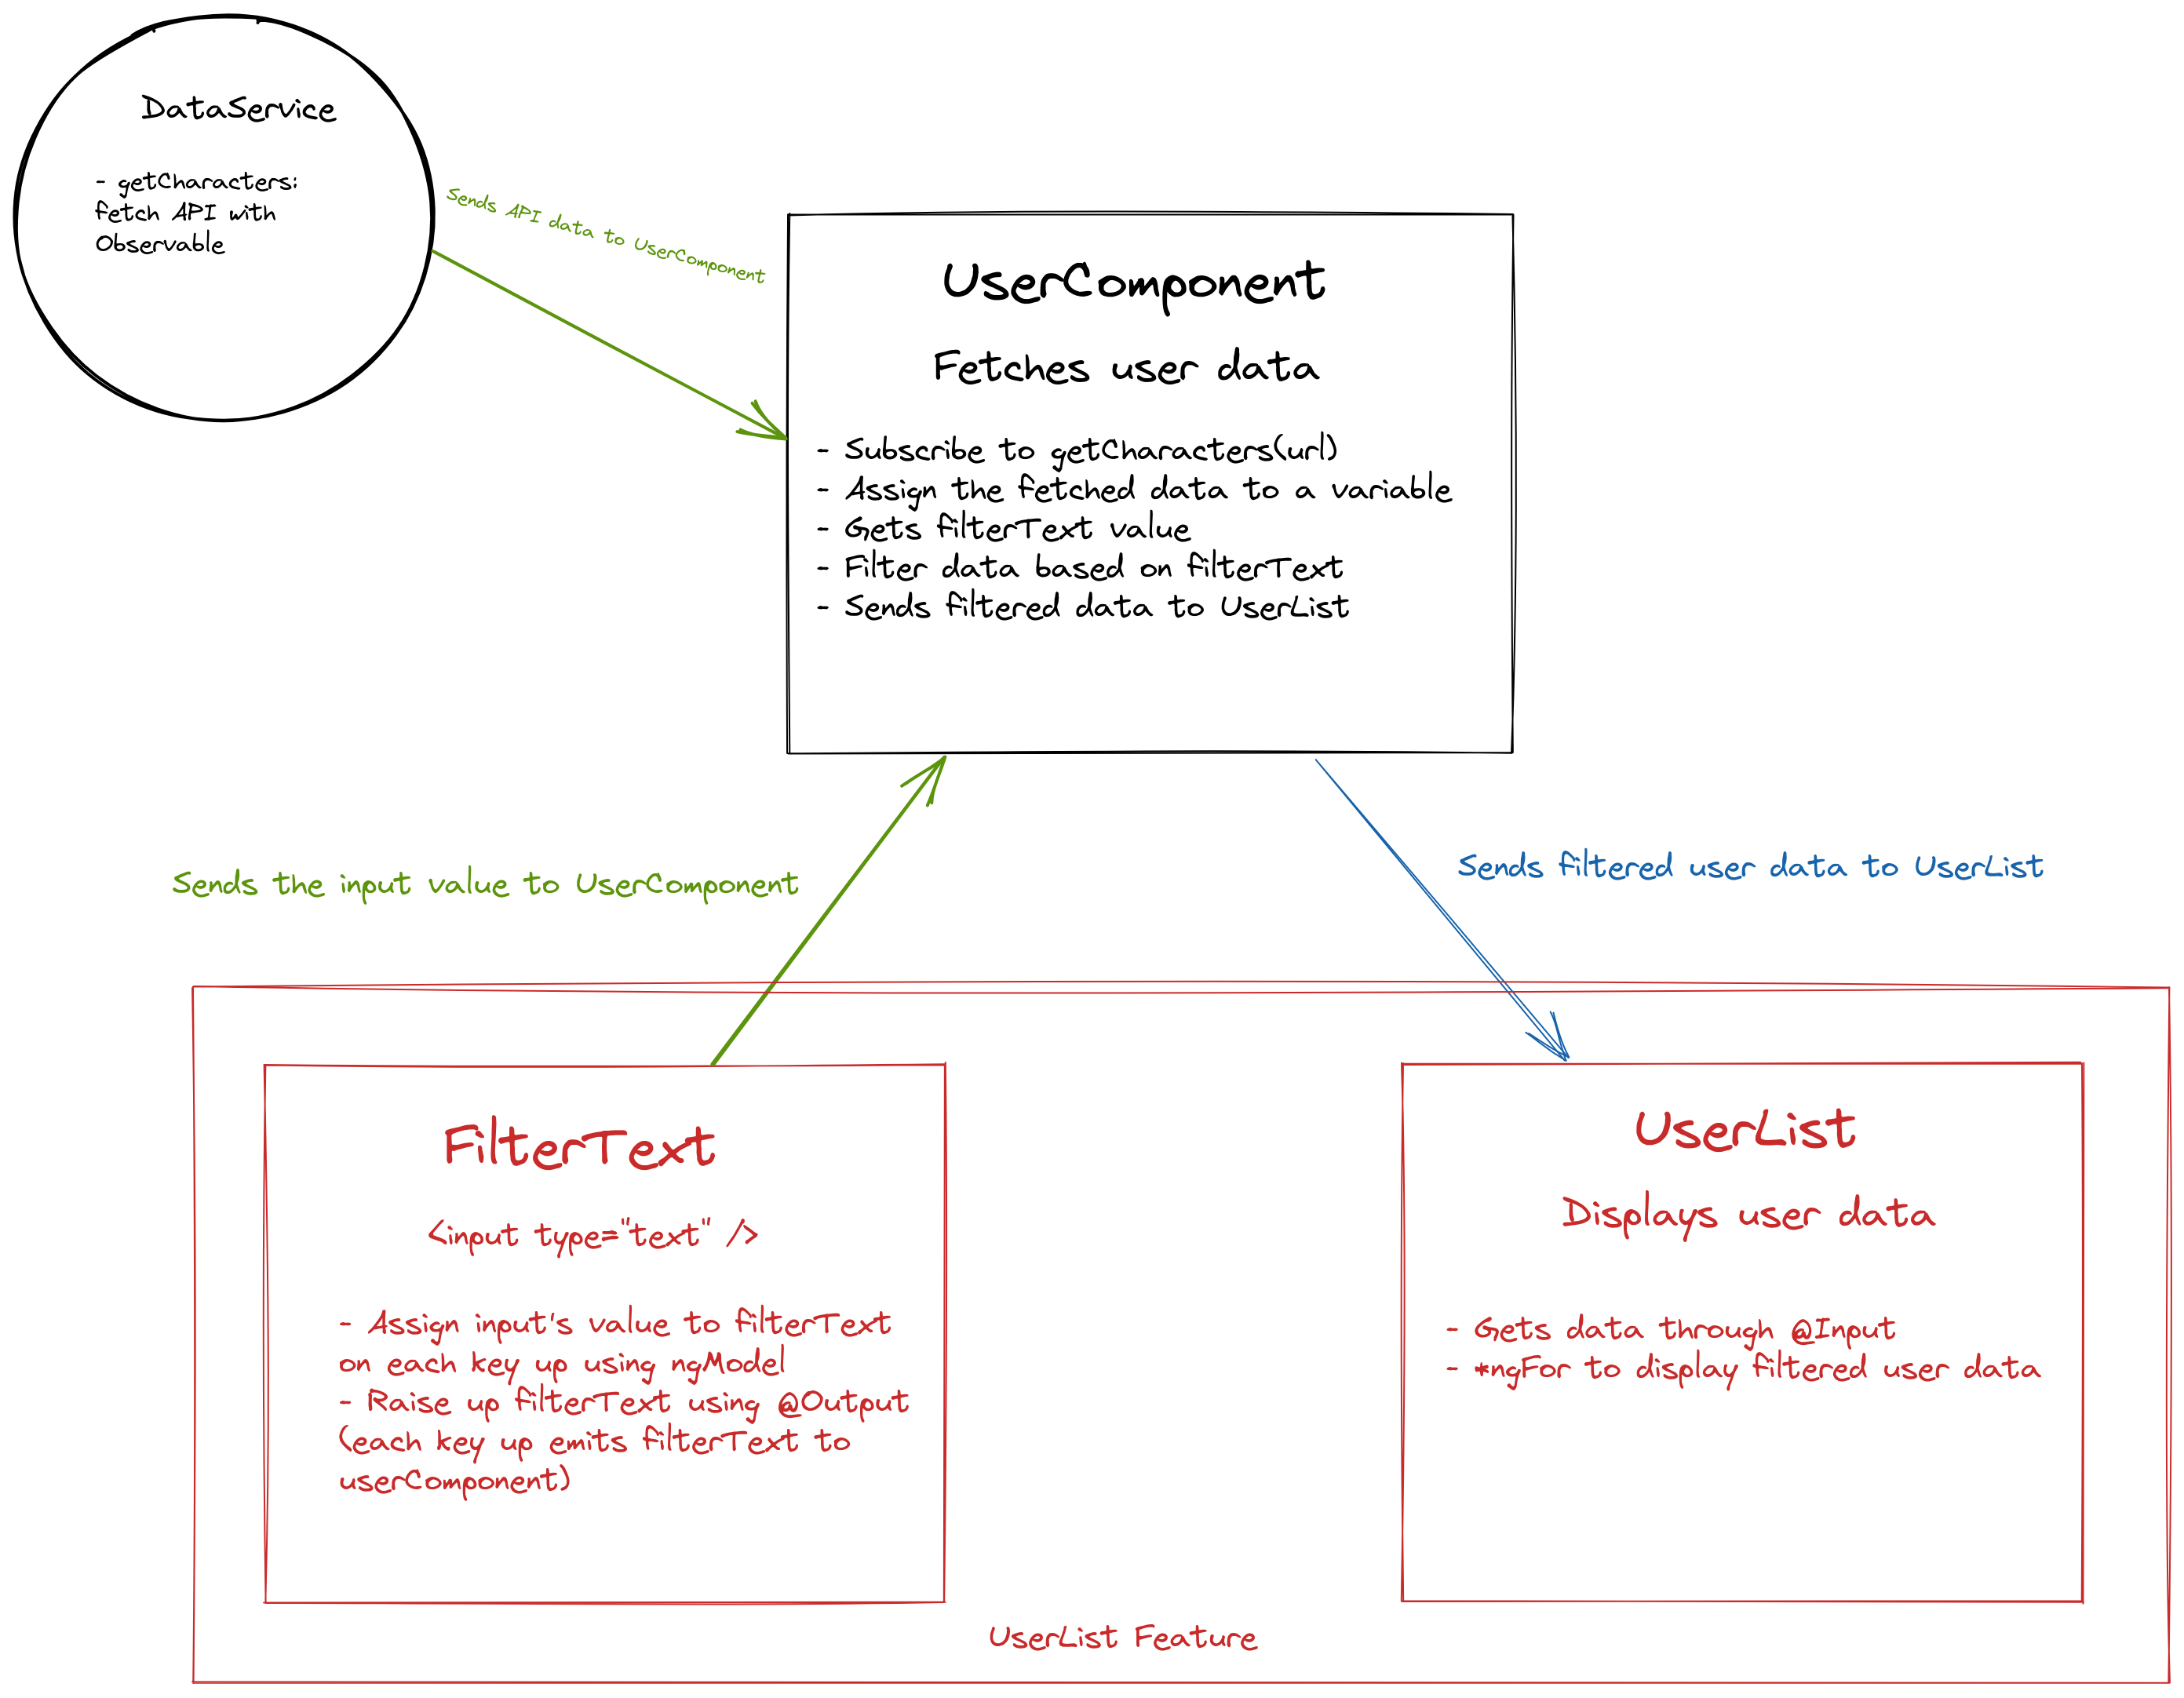 DataService
- getCharacters:
fetch API with
Observable
Sends API data to UserComponent
UserComponent
Fetches user data
- Subscribe to getCharacters(url)
- Assign the fetched data to a variable
- Gets filterText value
- Filter data based on filterText
- Sends filtered data to UserList
Sends the input value to UserComponent
Sends filtered user data to UserList
FilterText
<input type="text" />
- Assign input's value to filterText
on each key up using ngModel
- Raise up filterText using @Output
(each key up emits filterText to
userComponent)
UserList
Displays user data
- Gets data through @Input
- *ngFor to display filtered user data
UserList Feature